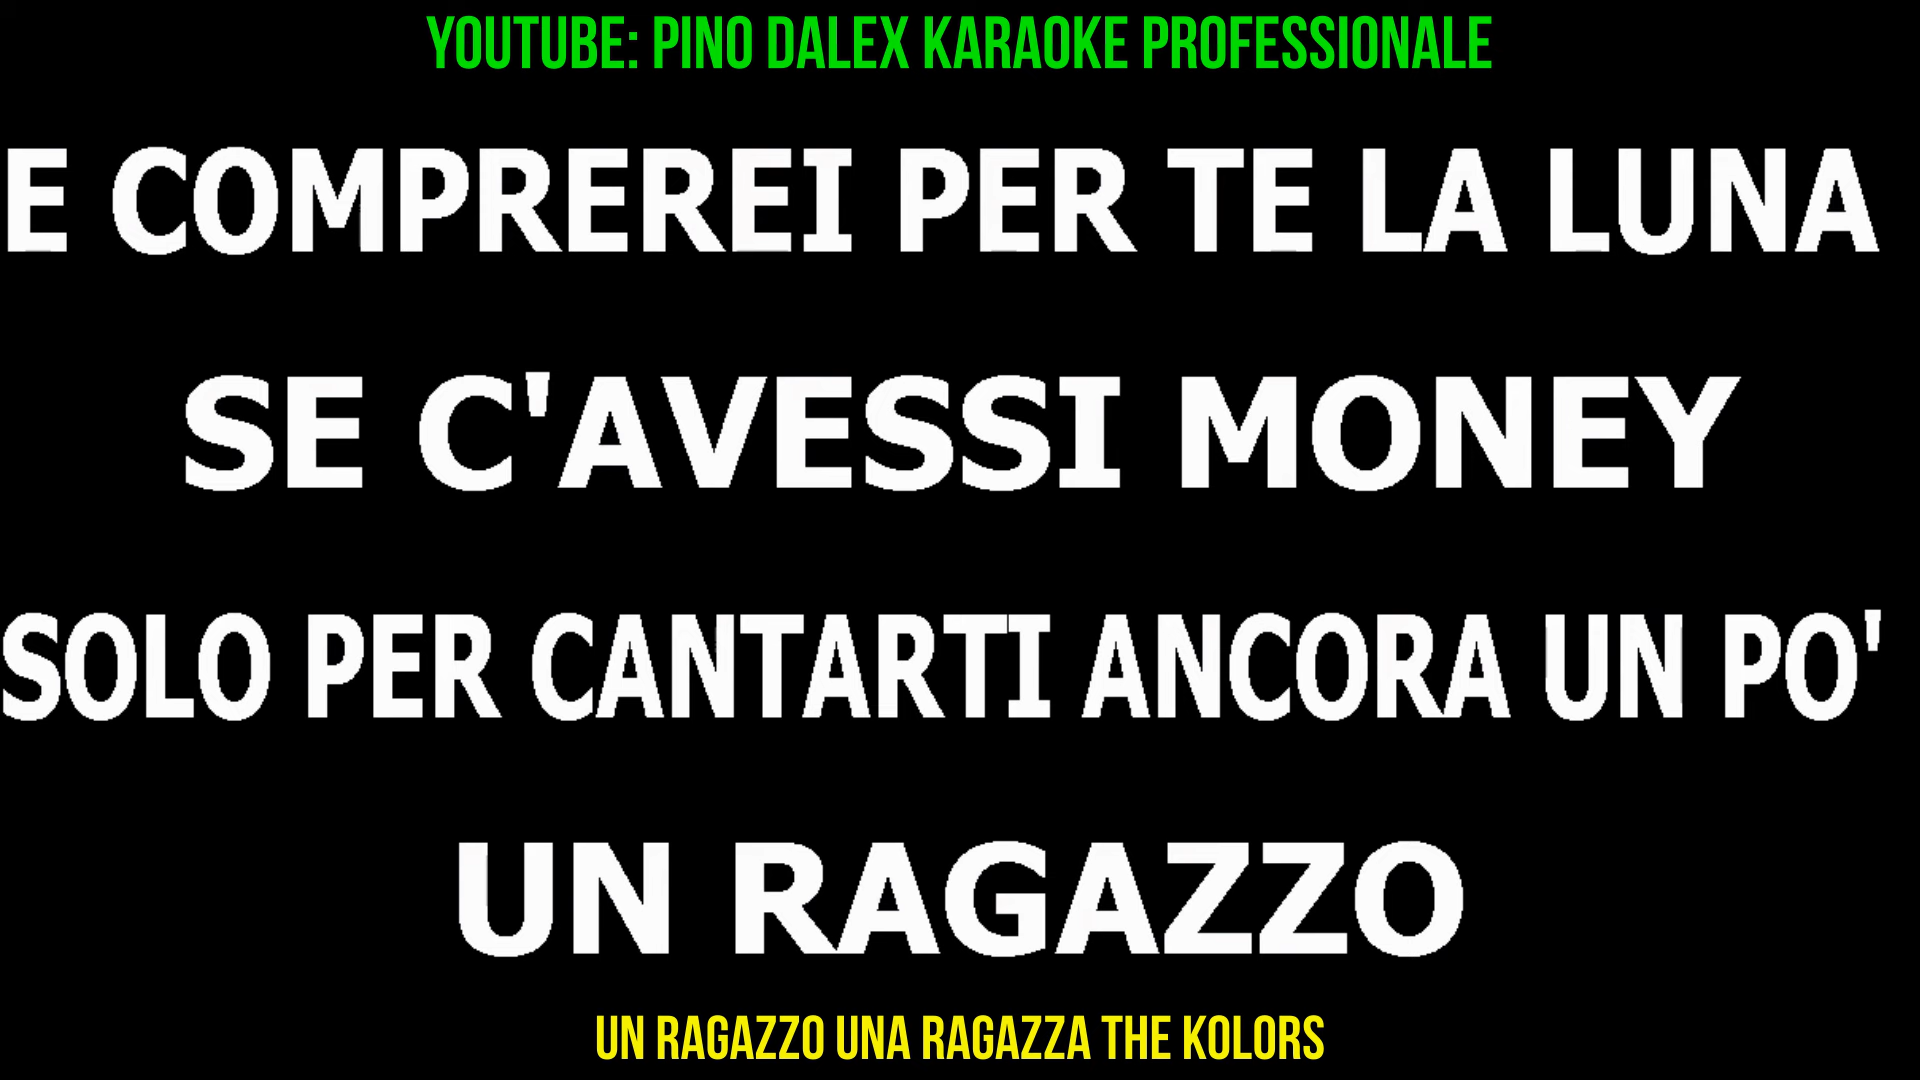 YOUTUBE: PINO DALEX KARAOKE PROFESSIONALE
E COMPREREI PER TE LA LUNA
SE C'AVESSI MONEY
SOLO PER CANTARTI ANCORA UN PO'
UN RAGAZZO
UN RAGAZZO UNA RAGAZZA THE KOLORS